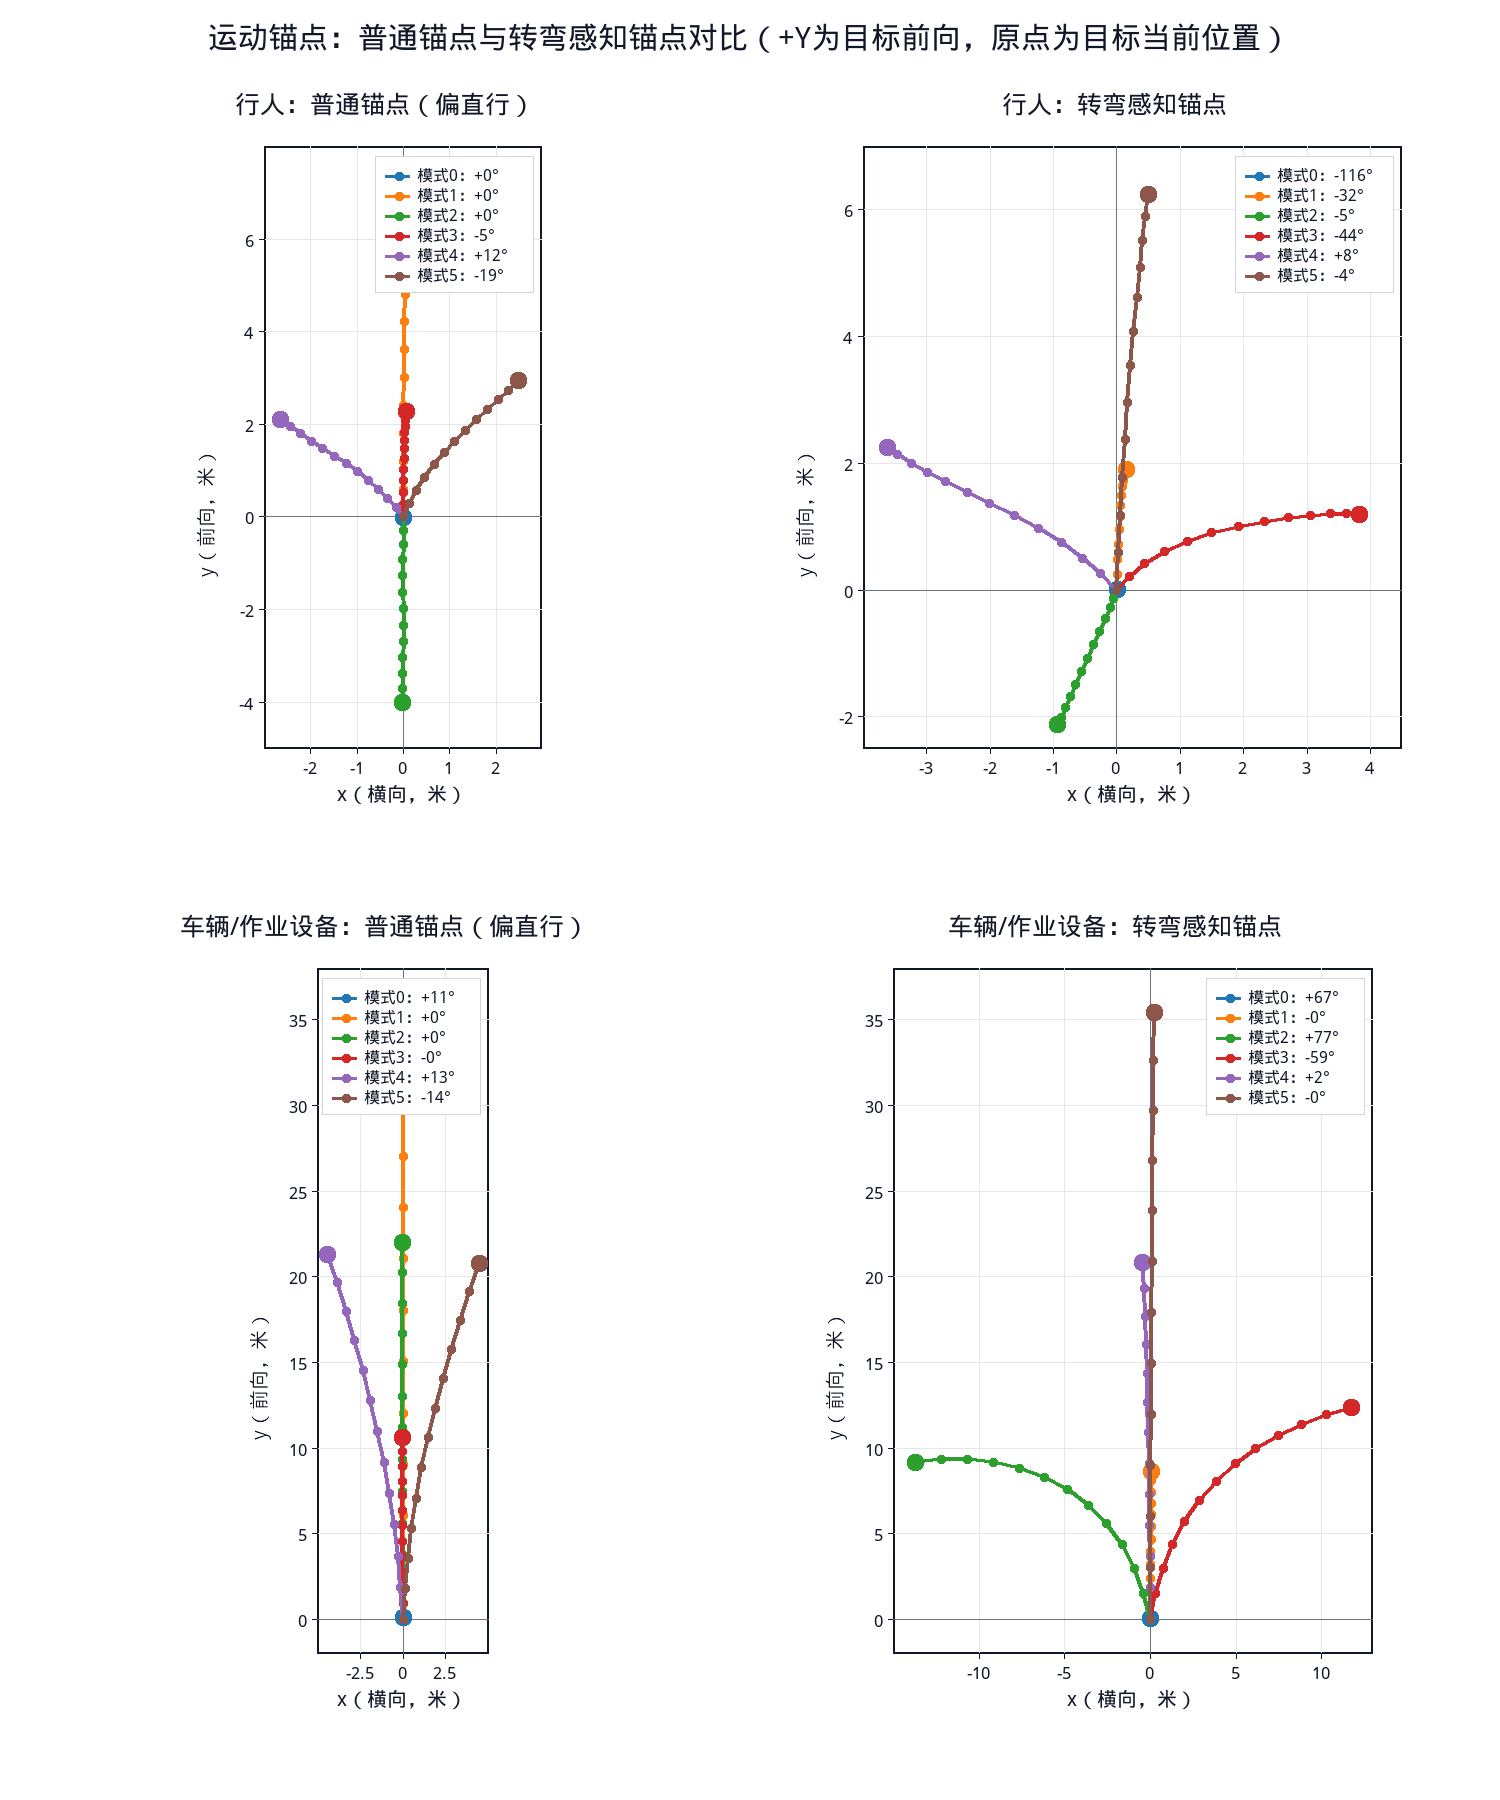 运动锚点：普通锚点与转弯感知锚点对比（+Y为目标前向，原点为目标当前位置）
行人：普通锚点（偏直行）
模式0：+0°
模式1：+0°
模式2：+0°
模式3：-5°
模式4：+12°
模式5：-19°
6
4
2
0
-2
-4
y（前向，米）
-2 -1 0 1 2
x（横向，米）
行人：转弯感知锚点
模式0：-116°
模式1：-32°
模式2：-5°
模式3：-44°
模式4：+8°
模式5：-4°
6
4
2
0
-2
y（前向，米）
-3 -2 -1 0 1 2 3 4
x（横向，米）
车辆/作业设备：普通锚点（偏直行）
模式0：+11°
模式1：+0°
模式2：+0°
模式3：-0°
模式4：+13°
模式5：-14°
35
30
25
20
15
10
5
0
y（前向，米）
-2.5 0 2.5
x（横向，米）
车辆/作业设备：转弯感知锚点
模式0：+67°
模式1：-0°
模式2：+77°
模式3：-59°
模式4：+2°
模式5：-0°
35
30
25
20
15
10
5
0
y（前向，米）
-10 -5 0 5 10
x（横向，米）